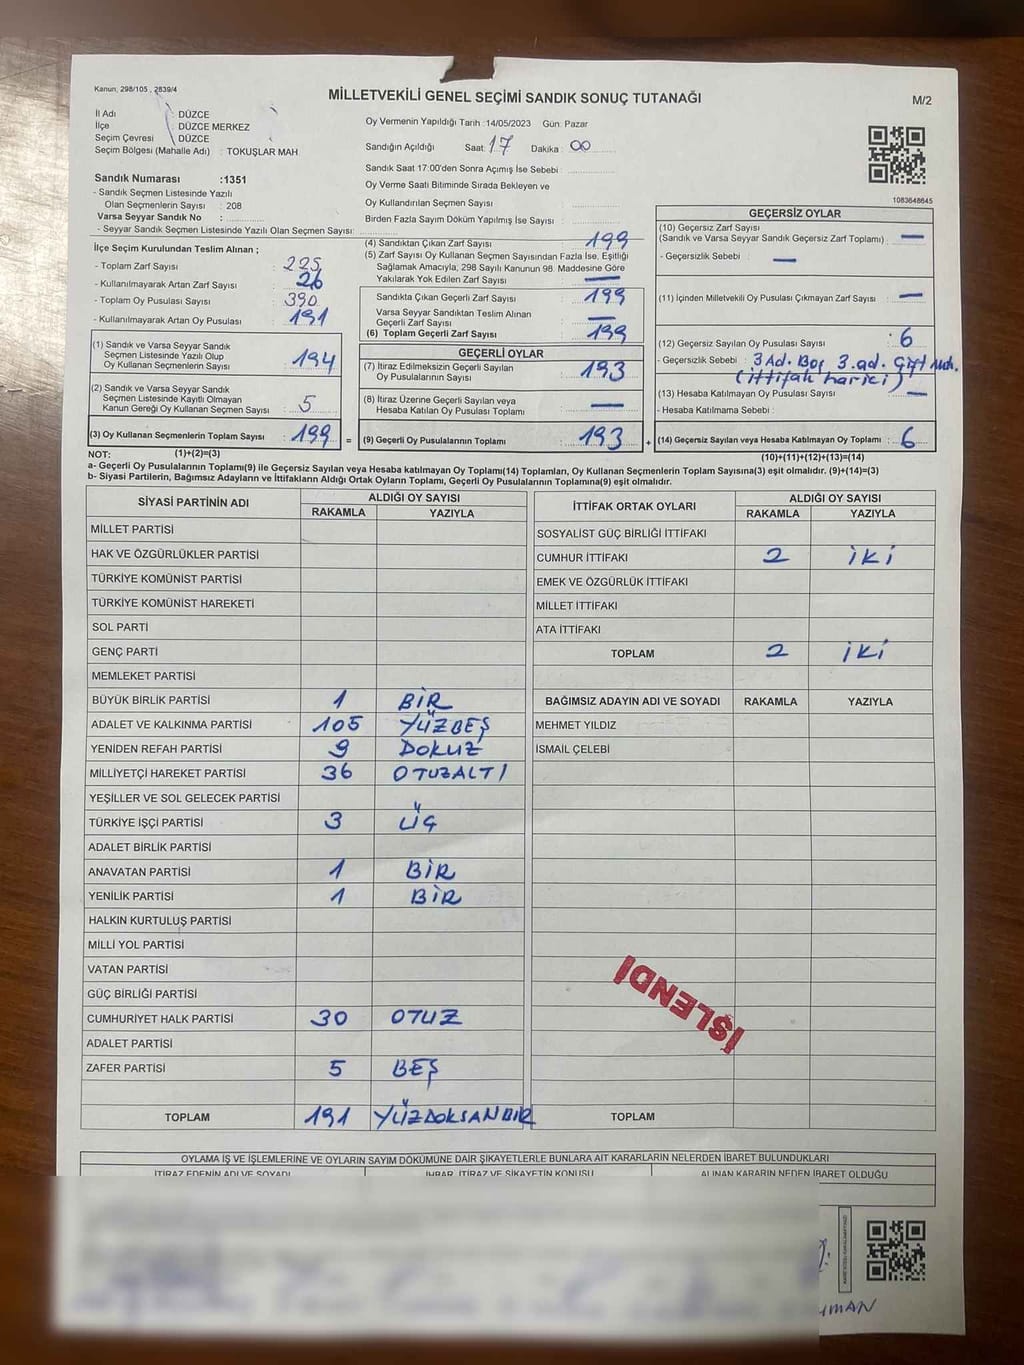 Kanun, 298/105 , 2839/4
MİLLETVEKİLİ GENEL SEÇİMİ SANDIK SONUÇ TUTANAĞI
M/2
İl Adı : DÜZCE
İlçe : DÜZCE MERKEZ
Seçim Çevresi : DÜZCE
Seçim Bölgesi (Mahalle Adı) : TOKUŞLAR MAH.
Oy Vermenin Yapıldığı Tarih :14/05/2023 Gün: Pazar
Sandığın Açıldığı Saat: 17 Dakika : 00
Sandık Saat 17:00'den Sonra Açımış İse Sebebi :
Oy Verme Saati Bitiminde Sırada Bekleyen ve
Oy Kullandırılan Seçmen Sayısı :
Birden Fazla Sayım Döküm Yapılmış İse Sayısı :
1083648645
Sandık Numarası :1351
- Sandık Seçmen Listesinde Yazılı
Olan Seçmenlerin Sayısı : 208
Varsa Seyyar Sandık No :
- Seyyar Sandık Seçmen Listesinde Yazılı Olan Seçmen Sayısı:
İlçe Seçim Kurulundan Teslim Alınan ;
- Toplam Zarf Sayısı : 225
- Kullanılmayarak Artan Zarf Sayısı : 26
- Toplam Oy Pusulası Sayısı : 390
- Kullanılmayarak Artan Oy Pusulası : 191
(1) Sandık ve Varsa Seyyar Sandık
Seçmen Listesinde Yazılı Olup
Oy Kullanan Seçmenlerin Sayısı : 194
(2) Sandık ve Varsa Seyyar Sandık
Seçmen Listesinde Kayıtlı Olmayan
Kanun Gereği Oy Kullanan Seçmen Sayısı : 5
(3) Oy Kullanan Seçmenlerin Toplam Sayısı : 199 =
(4) Sandıktan Çıkan Zarf Sayısı : 199
(5) Zarf Sayısı Oy Kullanan Seçmen Sayısından Fazla İse, Eşitliği
Sağlamak Amacıyla; 298 Sayılı Kanunun 98. Maddesine Göre
Yakılarak Yok Edilen Zarf Sayısı : —
Sandıkta Çıkan Geçerli Zarf Sayısı : 199
Varsa Seyyar Sandıktan Teslim Alınan
Geçerli Zarf Sayısı : —
(6) Toplam Geçerli Zarf Sayısı : 199
GEÇERLİ OYLAR
(7) İtiraz Edilmeksizin Geçerli Sayılan
Oy Pusulalarının Sayısı : 193
(8) İtiraz Üzerine Geçerli Sayılan veya
Hesaba Katılan Oy Pusulası Toplamı : —
(9) Geçerli Oy Pusulalarının Toplamı : 193 +
GEÇERSİZ OYLAR
(10) Geçersiz Zarf Sayısı
(Sandık ve Varsa Seyyar Sandık Geçersiz Zarf Toplamı) : —
- Geçersizlik Sebebi : —
(11) İçinden Milletvekili Oy Pusulası Çıkmayan Zarf Sayısı : —
(12) Geçersiz Sayılan Oy Pusulası Sayısı : 6
- Geçersizlik Sebebi : 3 Ad. Boş 3.ad. Çift Müh.
(İttifak harici)
(13) Hesaba Katılmayan Oy Pusulası Sayısı : —
- Hesaba Katılmama Sebebi :
(14) Geçersiz Sayılan veya Hesaba Katılmayan Oy Toplamı : 6
NOT: (1)+(2)=(3)
(10)+(11)+(12)+(13)=(14)
a- Geçerli Oy Pusulalarının Toplamı(9) ile Geçersiz Sayılan veya Hesaba katılmayan Oy Toplamı(14) Toplamları, Oy Kullanan Seçmenlerin Toplam Sayısına(3) eşit olmalıdır. (9)+(14)=(3)
b- Siyasi Partilerin, Bağımsız Adayların ve İttifakların Aldığı Ortak Oyların Toplamı, Geçerli Oy Pusulalarının Toplamına(9) eşit olmalıdır.
SİYASİ PARTİNİN ADI ALDIĞI OY SAYISI
RAKAMLA YAZIYLA
MİLLET PARTİSİ
HAK VE ÖZGÜRLÜKLER PARTİSİ
TÜRKİYE KOMÜNİST PARTİSİ
TÜRKİYE KOMÜNİST HAREKETİ
SOL PARTİ
GENÇ PARTİ
MEMLEKET PARTİSİ
BÜYÜK BİRLİK PARTİSİ 1 BİR
ADALET VE KALKINMA PARTİSİ 105 YÜZBEŞ
YENİDEN REFAH PARTİSİ 9 DOKUZ
MİLLİYETÇİ HAREKET PARTİSİ 36 OTUZALTI
YEŞİLLER VE SOL GELECEK PARTİSİ
TÜRKİYE İŞÇİ PARTİSİ 3 ÜÇ
ADALET BİRLİK PARTİSİ
ANAVATAN PARTİSİ 1 BİR
YENİLİK PARTİSİ 1 BİR
HALKIN KURTULUŞ PARTİSİ
MİLLİ YOL PARTİSİ
VATAN PARTİSİ
GÜÇ BİRLİĞİ PARTİSİ
CUMHURİYET HALK PARTİSİ 30 OTUZ
ADALET PARTİSİ
ZAFER PARTİSİ 5 BEŞ
TOPLAM 191 YÜZDOKSANBİR
İTTİFAK ORTAK OYLARI ALDIĞI OY SAYISI
RAKAMLA YAZIYLA
SOSYALİST GÜÇ BİRLİĞİ İTTİFAKI
CUMHUR İTTİFAKI 2 İKİ
EMEK VE ÖZGÜRLÜK İTTİFAKI
MİLLET İTTİFAKI
ATA İTTİFAKI
TOPLAM 2 İKİ
BAĞIMSIZ ADAYIN ADI VE SOYADI RAKAMLA YAZIYLA
MEHMET YILDIZ
İSMAİL ÇELEBİ
İŞLENDİ
TOPLAM
OYLAMA İŞ VE İŞLEMLERİNE VE OYLARIN SAYIM DÖKÜMÜNE DAİR ŞİKAYETLERLE BUNLARA AİT KARARLARIN NELERDEN İBARET BULUNDUKLARI
İTİRAZ EDENİN ADI VE SOYADI İHBAR, İTİRAZ VE ŞİKAYETİN KONUSU ALINAN KARARIN NEDEN İBARET OLDUĞU